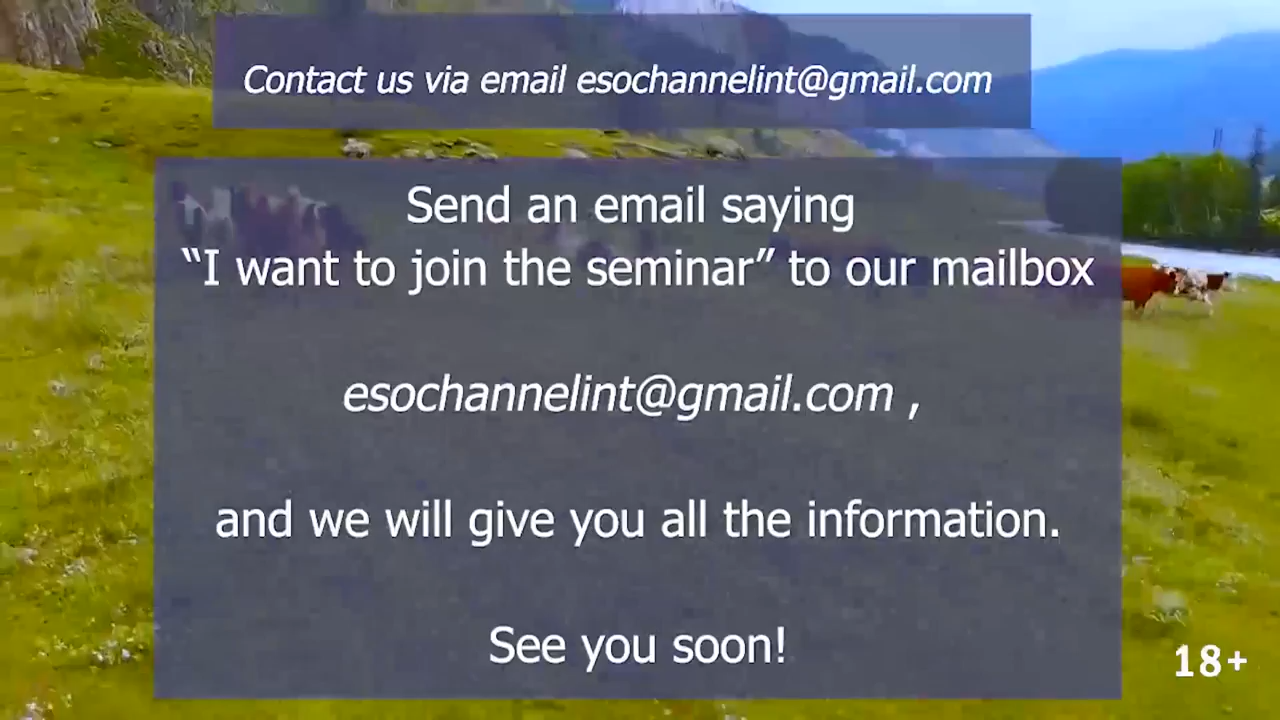 Contact us via email esochannelint@gmail.com
Send an email saying
“I want to join the seminar” to our mailbox
esochannelint@gmail.com ,
and we will give you all the information.
See you soon!
18+